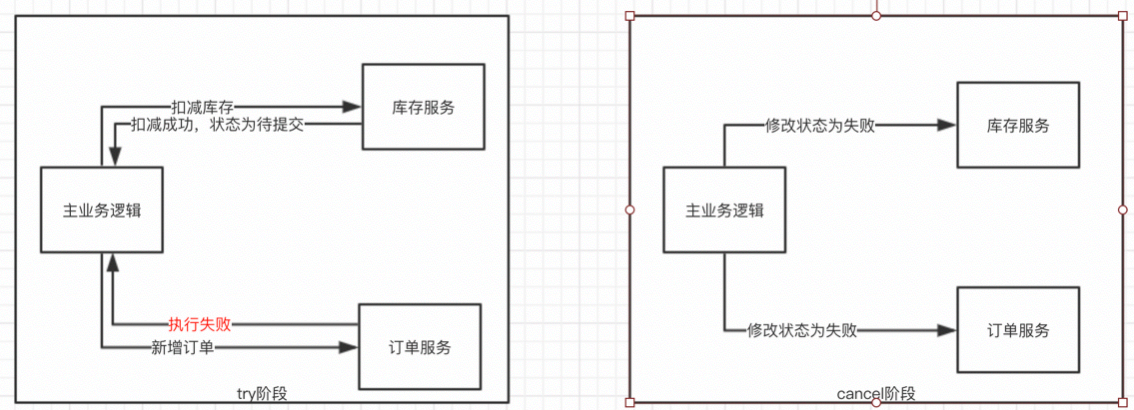 扣减库存
扣减成功，状态为待提交
库存服务
主业务逻辑
执行失败
新增订单
订单服务
try阶段
修改状态为失败
库存服务
主业务逻辑
修改状态为失败
订单服务
cancel阶段